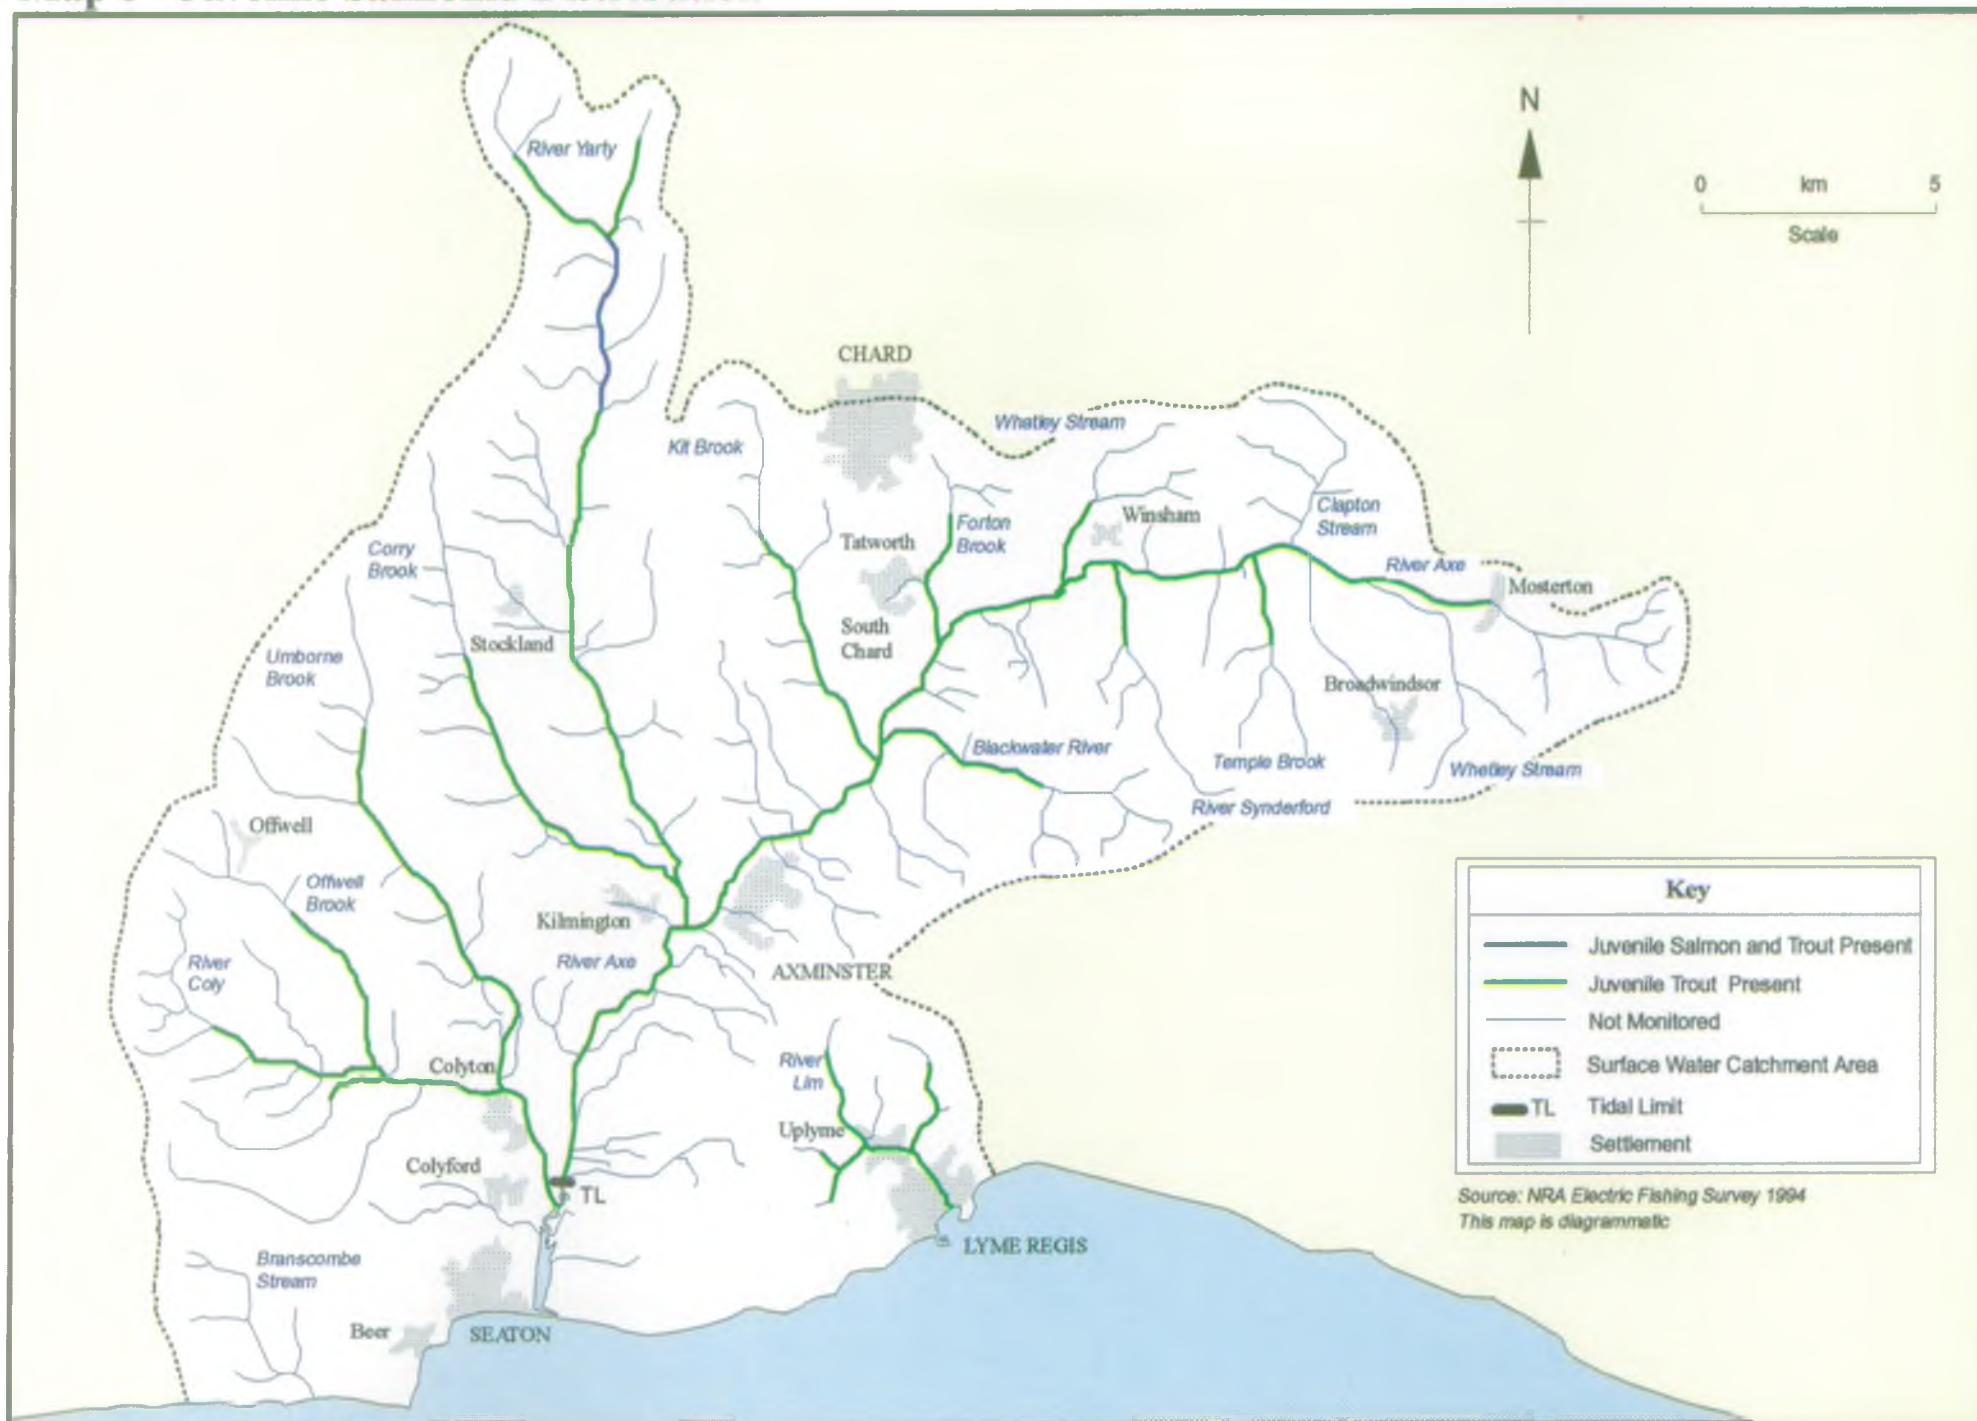 N
0 km 5
Scale
River Yarty
CHARD
Whatley Stream
Kit Brook
Winsham
Clapton
Stream
Forton
Brook
Tatworth
Corry
Brook
River Axe
Mosterton
South
Chard
Stockland
Umborne
Brook
Broadwindsor
Blackwater River
Temple Brook
Whetley Stream
River Synderford
Offwell
Offwell
Brook
Kilmington
River Axe
River
Coly
AXMINSTER
Colyton
River
Lim
Uplyme
Colyford
TL
LYME REGIS
Branscombe
Stream
Beer
SEATON
Key
Juvenile Salmon and Trout Present
Juvenile Trout Present
Not Monitored
Surface Water Catchment Area
TL Tidal Limit
Settlement
Source: NRA Electric Fishing Survey 1994
This map is diagrammatic